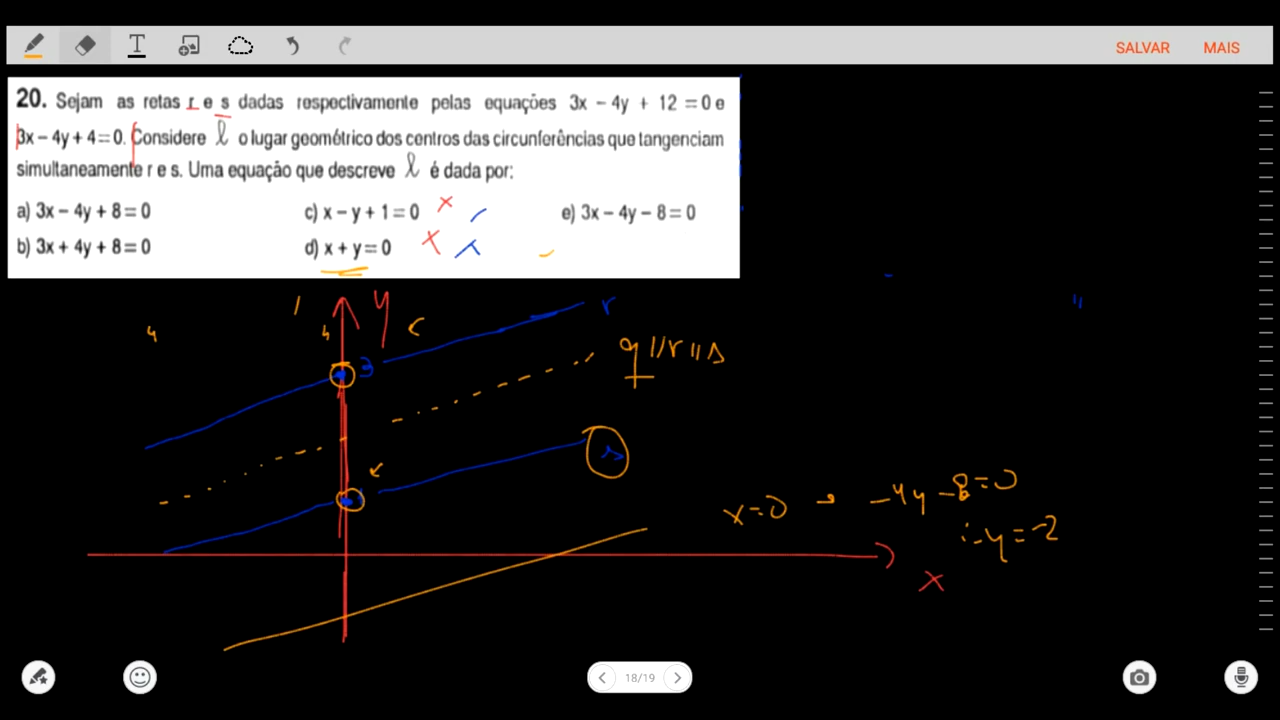 T
SALVAR
MAIS
20. Sejam as retas r e s dadas respectivamente pelas equações 3x – 4y + 12 = 0 e
3x – 4y + 4 = 0. Considere ℓ o lugar geométrico dos centros das circunferências que tangenciam
simultaneamente r e s. Uma equação que descreve ℓ é dada por:
a) 3x – 4y + 8 = 0
c) x – y + 1 = 0
e) 3x – 4y – 8 = 0
b) 3x + 4y + 8 = 0
d) x + y = 0
y
r
3
q // r // s
s
x=0
-4y -8=0
∴ y = -2
x
18/19